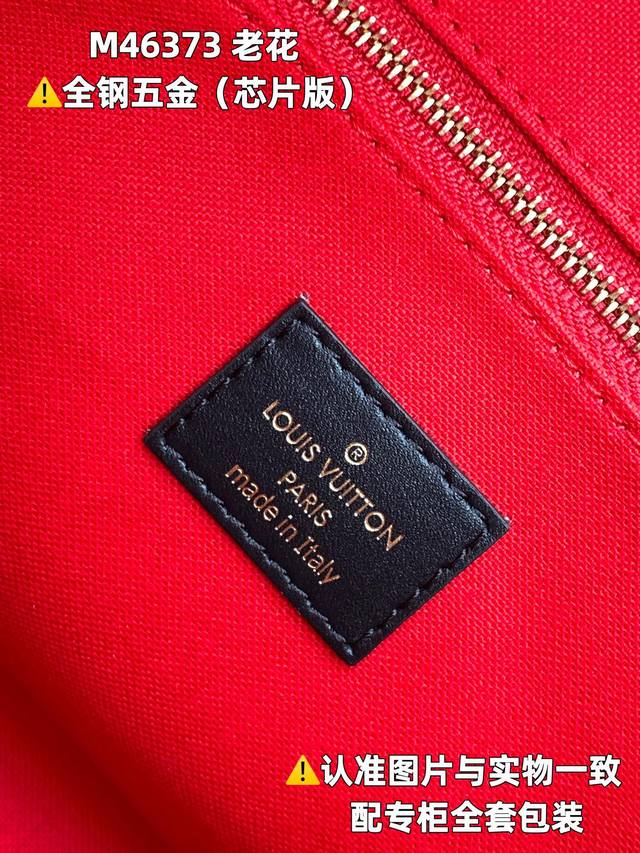 M46373 老花
⚠️全钢五金（芯片版）
®
LOUIS VUITTON
PARIS
made in Italy
⚠️认准图片与实物一致
配专柜全套包装